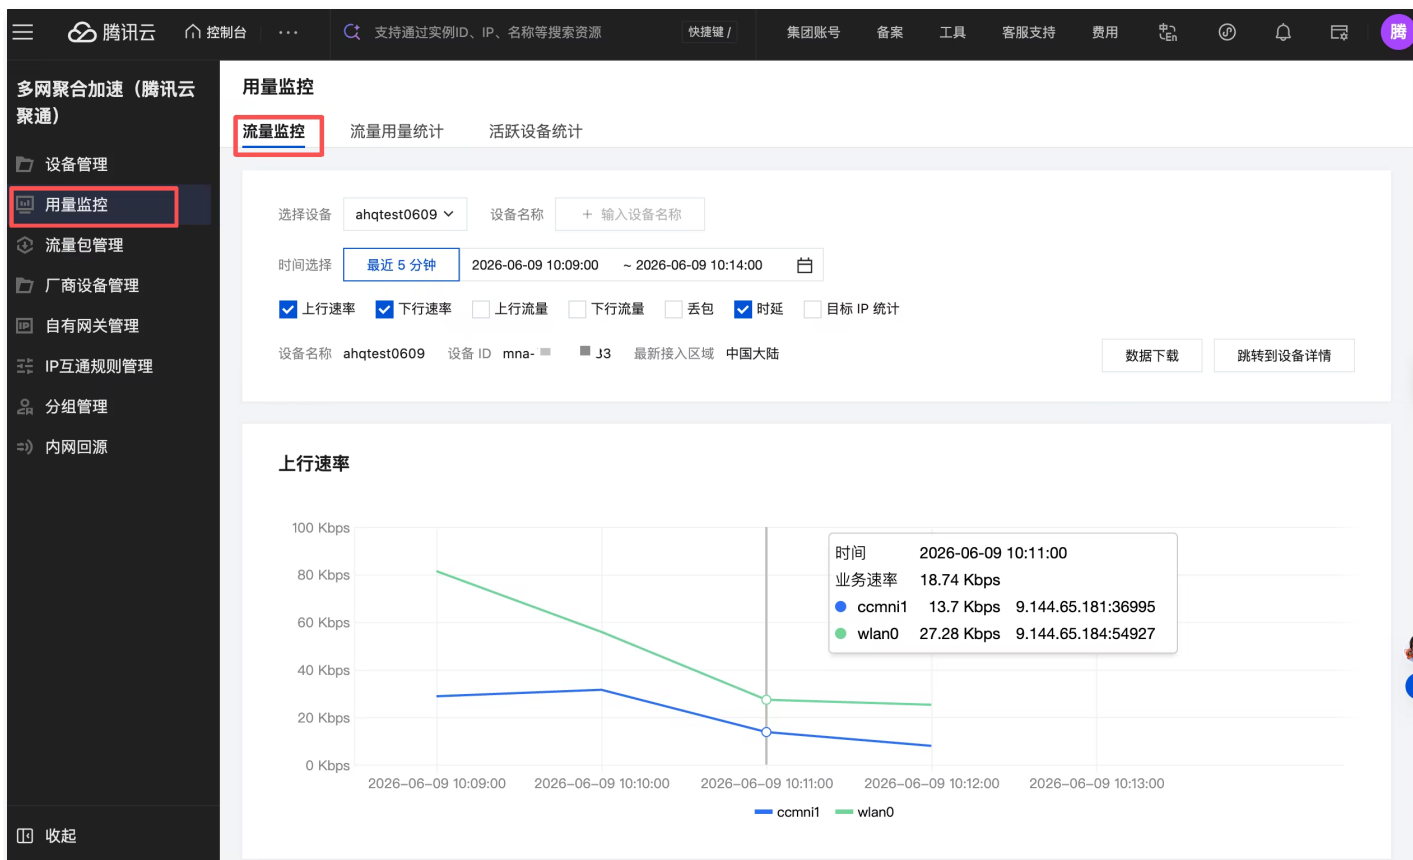 腾讯云 控制台 ··· 支持通过实例ID、IP、名称等搜索资源 快捷键 / 集团账号 备案 工具 客服支持 费用 中En 腾
多网聚合加速（腾讯云聚通）
设备管理
用量监控
流量包管理
厂商设备管理
自有网关管理
IP互通规则管理
分组管理
内网回源
收起
用量监控
流量监控 流量用量统计 活跃设备统计
选择设备 ahqtest0609 设备名称 + 输入设备名称
时间选择 最近 5 分钟 2026-06-09 10:09:00 ~ 2026-06-09 10:14:00
上行速率 下行速率 上行流量 下行流量 丢包 时延 目标 IP 统计
设备名称 ahqtest0609 设备 ID mna- 33 最新接入区域 中国大陆
数据下载 跳转到设备详情
上行速率
100 Kbps
80 Kbps
60 Kbps
40 Kbps
20 Kbps
0 Kbps
时间 2026-06-09 10:11:00
业务速率 18.74 Kbps
ccmni1 13.7 Kbps 9.144.65.181:36995
wlan0 27.28 Kbps 9.144.65.184:54927
2026-06-09 10:09:00 2026-06-09 10:10:00 2026-06-09 10:11:00 2026-06-09 10:12:00 2026-06-09 10:13:00
ccmni1 wlan0